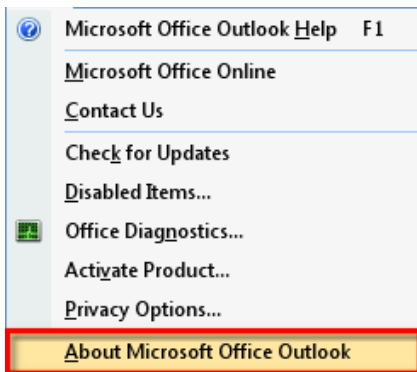 Microsoft Office Outlook Help F1
Microsoft Office Online
Contact Us
Check for Updates
Disabled Items...
Office Diagnostics...
Activate Product...
Privacy Options...
About Microsoft Office Outlook